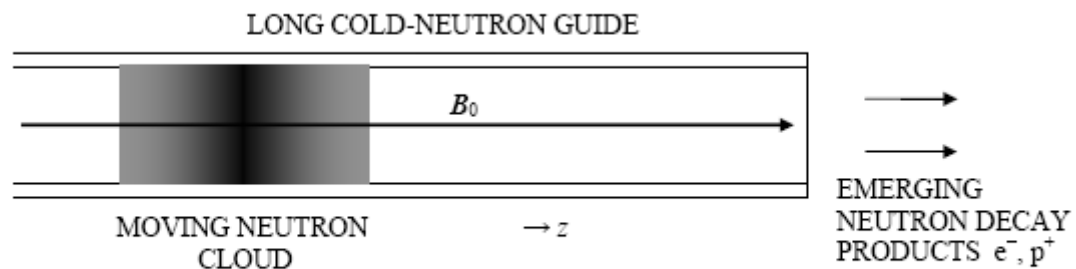 LONG COLD-NEUTRON GUIDE
B₀
MOVING NEUTRON
CLOUD
→ z
EMERGING
NEUTRON DECAY
PRODUCTS e⁻, p⁺